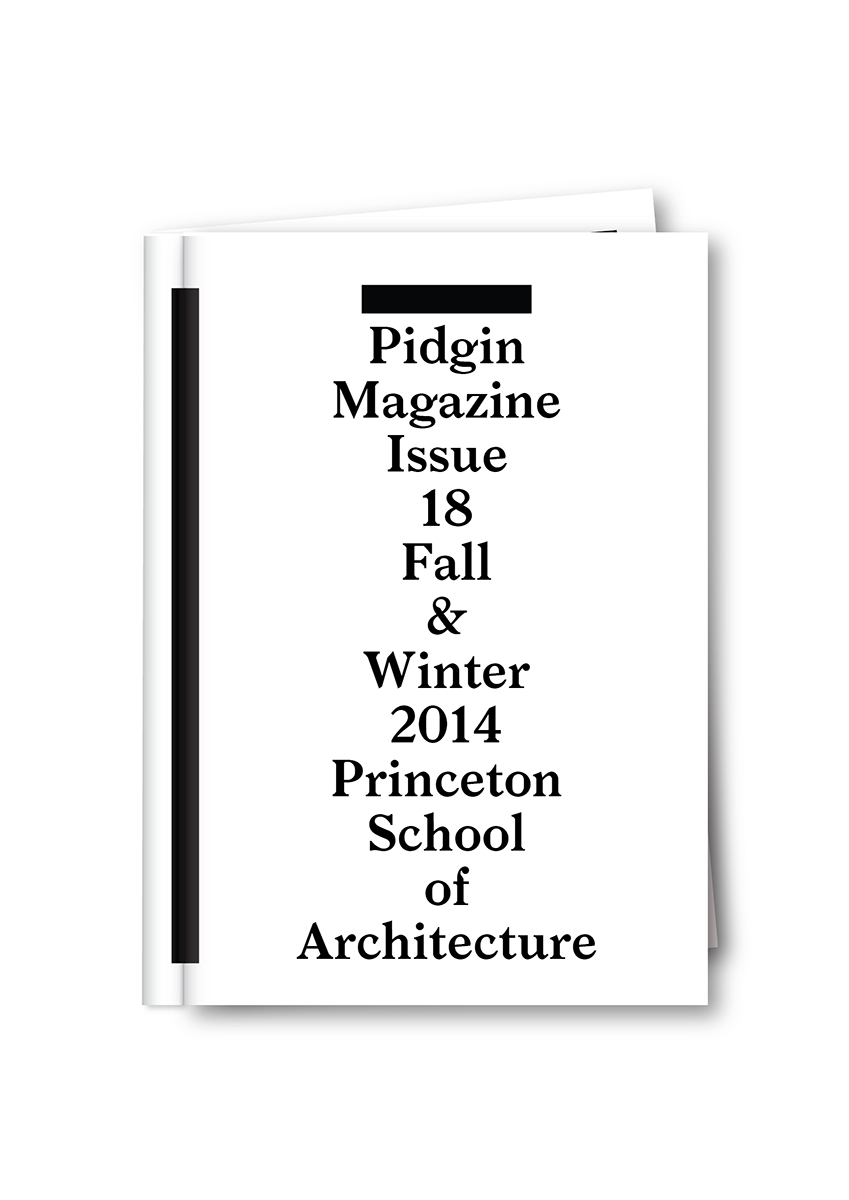 Pidgin
Magazine
Issue
18
Fall
&
Winter
2014
Princeton
School
of
Architecture